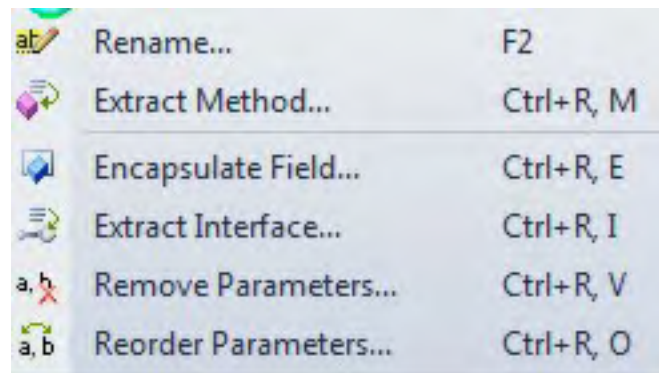 Rename... F2
Extract Method... Ctrl+R, M
Encapsulate Field... Ctrl+R, E
Extract Interface... Ctrl+R, I
a, b Remove Parameters... Ctrl+R, V
a, b Reorder Parameters... Ctrl+R, O